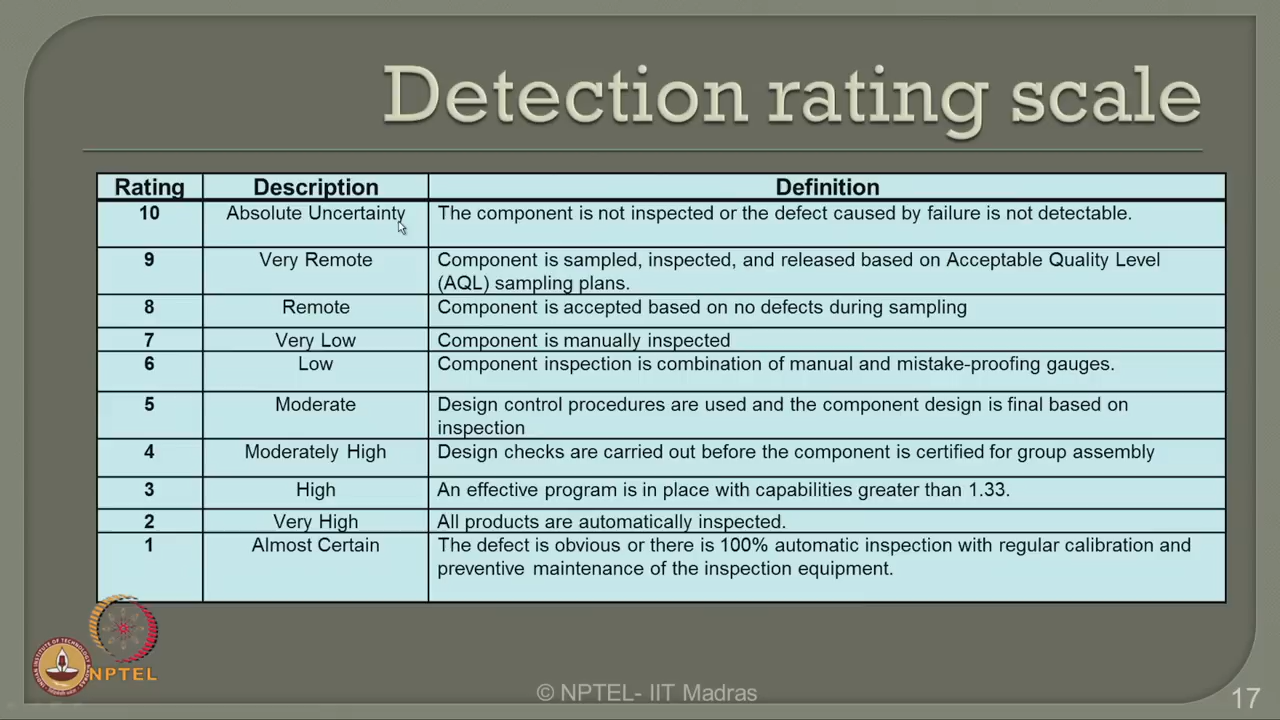 Detection rating scale
Rating Description Definition
10 Absolute Uncertainty The component is not inspected or the defect caused by failure is not detectable.
9 Very Remote Component is sampled, inspected, and released based on Acceptable Quality Level
(AQL) sampling plans.
8 Remote Component is accepted based on no defects during sampling
7 Very Low Component is manually inspected
6 Low Component inspection is combination of manual and mistake-proofing gauges.
5 Moderate Design control procedures are used and the component design is final based on
inspection
4 Moderately High Design checks are carried out before the component is certified for group assembly
3 High An effective program is in place with capabilities greater than 1.33.
2 Very High All products are automatically inspected.
1 Almost Certain The defect is obvious or there is 100% automatic inspection with regular calibration and
preventive maintenance of the inspection equipment.
NPTEL
© NPTEL- IIT Madras
17